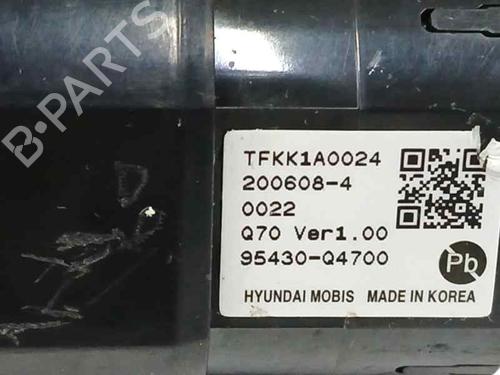 B-PARTS
TFKK1A0024
200608-4
0022
Q70 Ver1.00
95430-Q4700
Pb
HYUNDAI MOBIS MADE IN KOREA